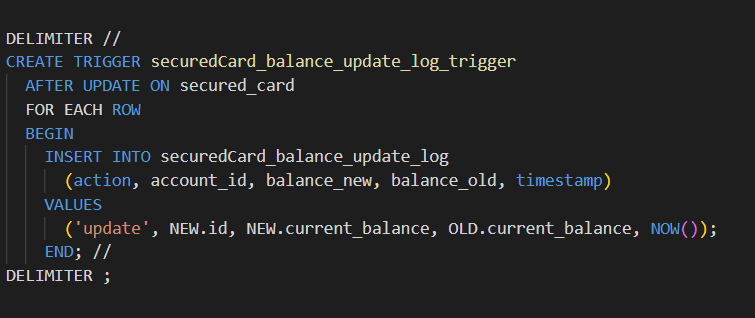 DELIMITER //
CREATE TRIGGER securedCard_balance_update_log_trigger
  AFTER UPDATE ON secured_card
  FOR EACH ROW
  BEGIN
    INSERT INTO securedCard_balance_update_log
      (action, account_id, balance_new, balance_old, timestamp)
    VALUES
      ('update', NEW.id, NEW.current_balance, OLD.current_balance, NOW());
    END; //
DELIMITER ;